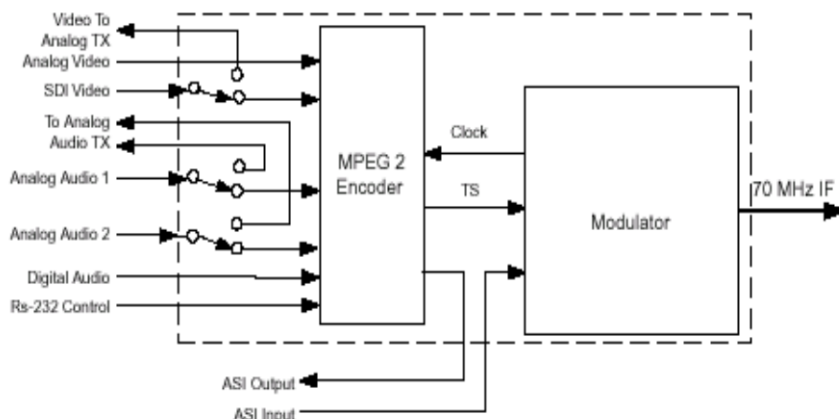 Video To
Analog TX
Analog Video
SDI Video
To Analog
Audio TX
Analog Audio 1
Analog Audio 2
Digital Audio
Rs-232 Control
MPEG 2
Encoder
Clock
TS
Modulator
70 MHz IF
ASI Output
ASI Input